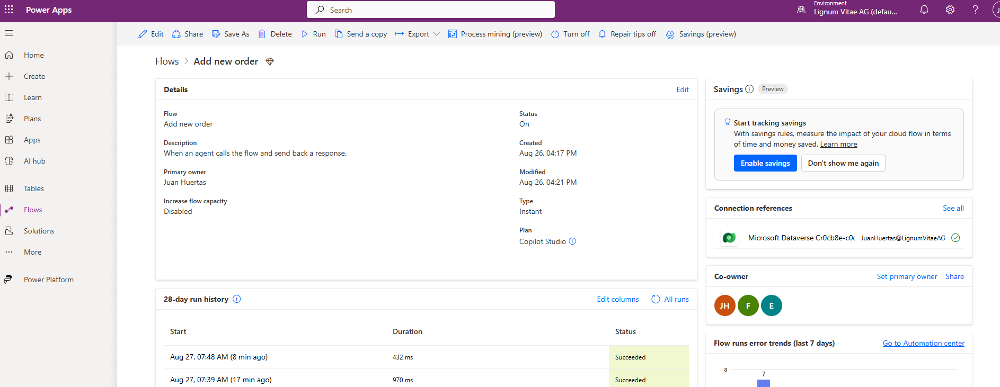 Power Apps
Search
Environment
Lignum Vitae AG (defau...
Edit
Share
Save As
Delete
Run
Send a copy
Export
Process mining (preview)
Turn off
Repair tips off
Savings (preview)
Home
Create
Learn
Plans
Apps
AI hub
Tables
Flows
Solutions
More
Power Platform
Flows > Add new order
Details
Edit
Flow
Add new order
Description
When an agent calls the flow and send back a response.
Primary owner
Juan Huertas
Increase flow capacity
Disabled
Status
On
Created
Aug 26, 04:17 PM
Modified
Aug 26, 04:21 PM
Type
Instant
Plan
Copilot Studio
28-day run history
Edit columns
All runs
Start Duration Status
Aug 27, 07:48 AM (8 min ago) 432 ms Succeeded
Aug 27, 07:39 AM (17 min ago) 970 ms Succeeded
Savings
Preview
Start tracking savings
With savings rules, measure the impact of your cloud flow in terms
of time and money saved. Learn more
Enable savings
Don't show me again
Connection references
See all
Microsoft Dataverse Cr0cb8e-c0c
JuanHuertas@LignumVitaeAG
Co-owner
Set primary owner
Share
JH
F
E
Flow runs error trends (last 7 days)
Go to Automation center
8
7